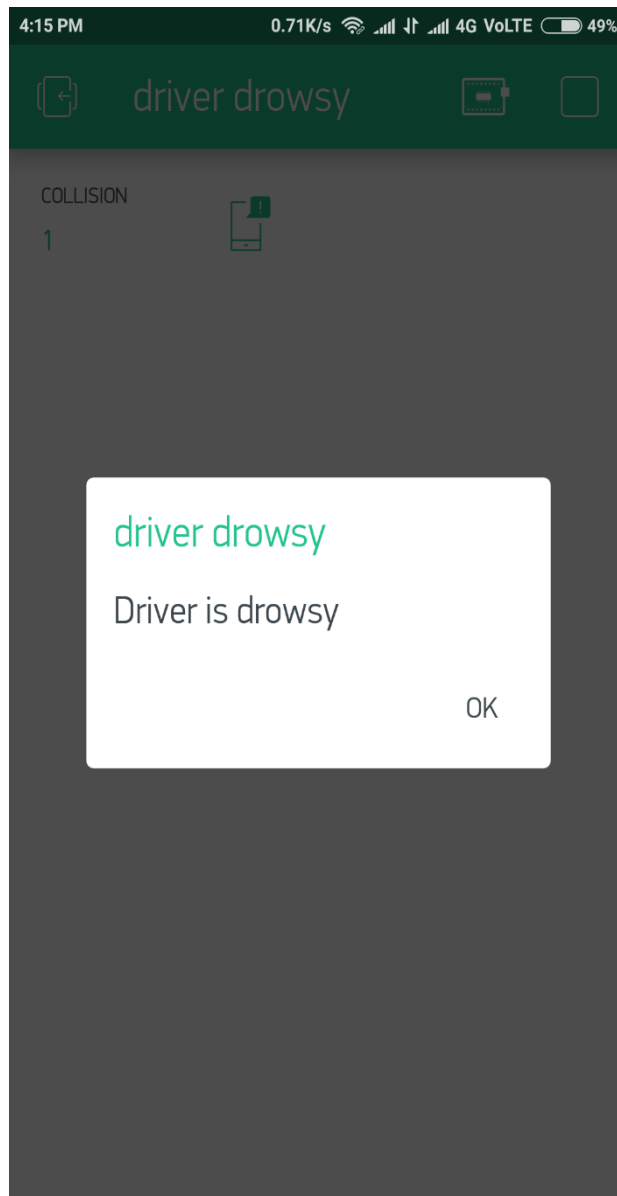 4:15 PM 0.71K/s 4G VoLTE 49%
driver drowsy
COLLISION
1
driver drowsy
Driver is drowsy
OK